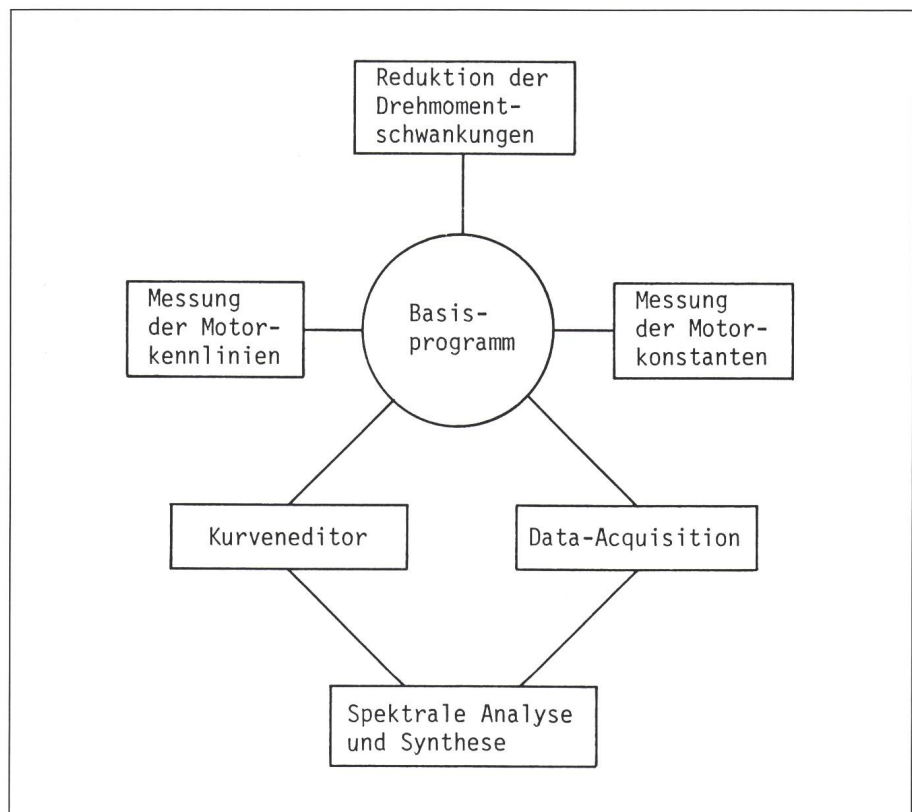 Reduktion der
Drehmoment-
schwankungen
Messung
der Motor-
kennlinien
Basis-
programm
Messung
der Motor-
konstanten
Kurveneditor
Data-Acquisition
Spektrale Analyse
und Synthese